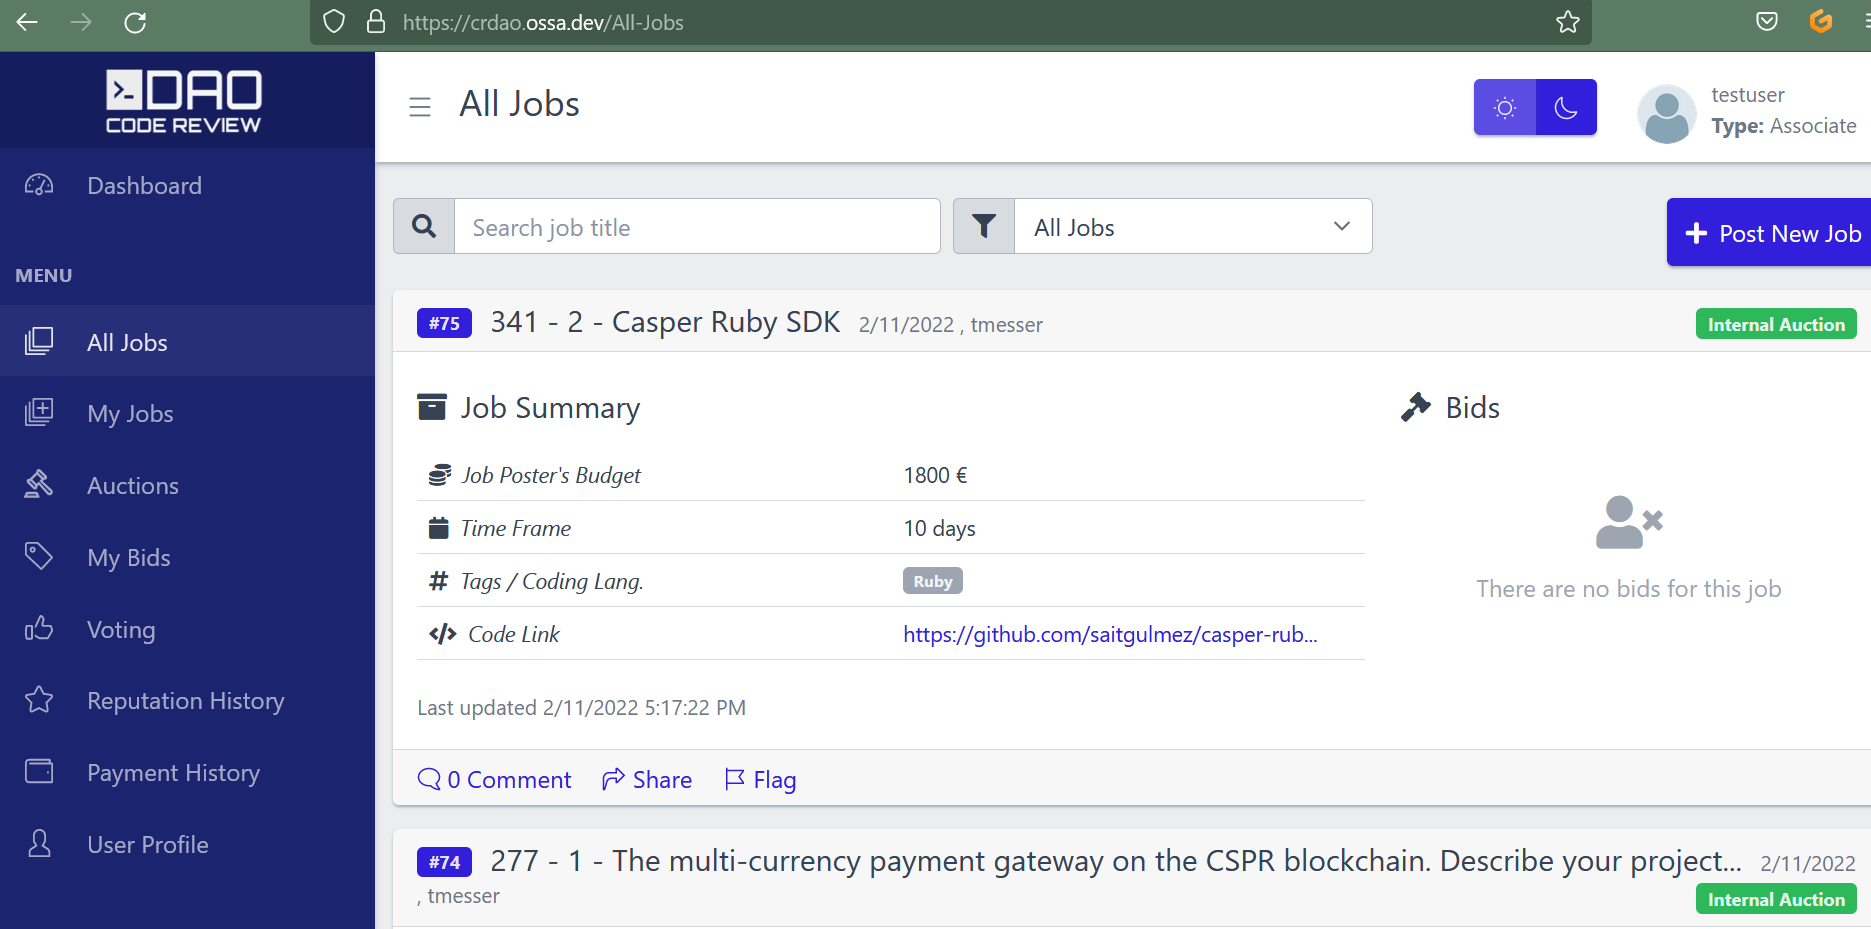 https://crdao.ossa.dev/All-Jobs
>_DAO
CODE REVIEW
Dashboard
MENU
All Jobs
My Jobs
Auctions
My Bids
Voting
Reputation History
Payment History
User Profile
All Jobs
testuser
Type: Associate
Search job title
All Jobs
+ Post New Job
#75 341 - 2 - Casper Ruby SDK 2/11/2022 , tmesser Internal Auction
Job Summary
Job Poster's Budget 1800 €
Time Frame 10 days
# Tags / Coding Lang. Ruby
</> Code Link https://github.com/saitgulmez/casper-rub...
Last updated 2/11/2022 5:17:22 PM
Bids
There are no bids for this job
0 Comment Share Flag
#74 277 - 1 - The multi-currency payment gateway on the CSPR blockchain. Describe your project... 2/11/2022
, tmesser
Internal Auction